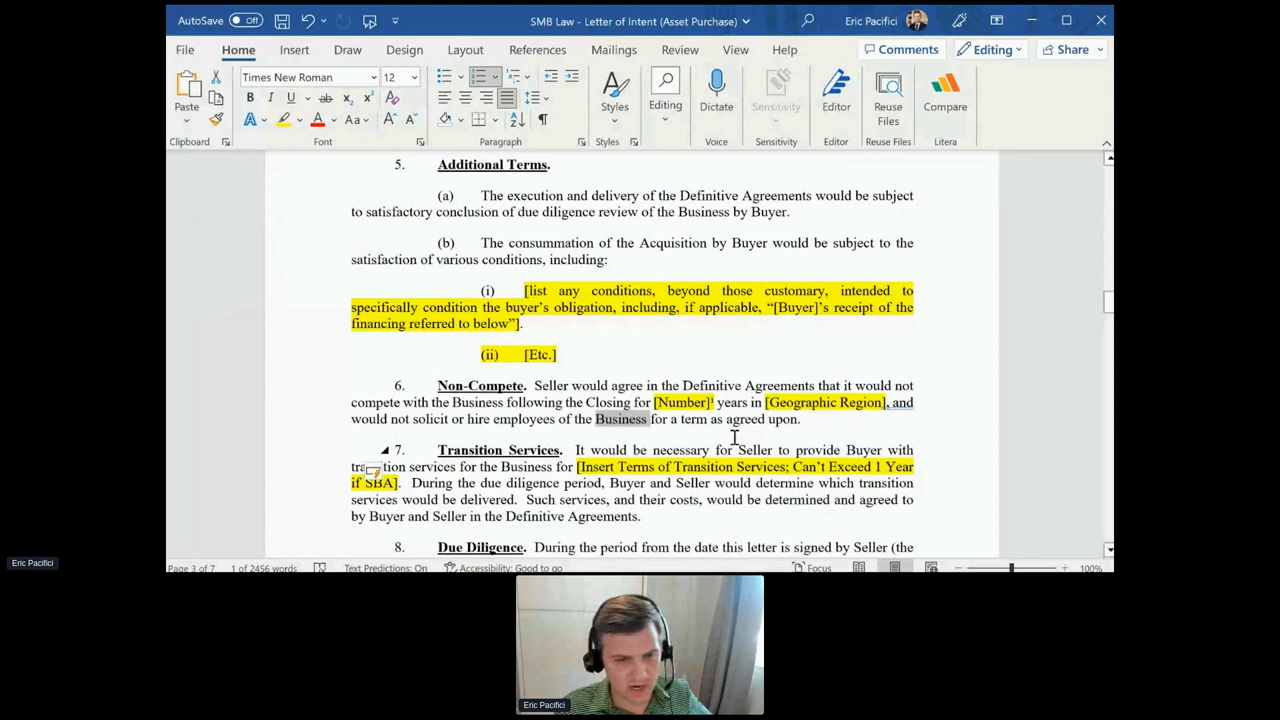 AutoSave Off SMB Law - Letter of Intent (Asset Purchase) Eric Pacifici
File Home Insert Draw Design Layout References Mailings Review View Help Comments Editing Share
Times New Roman 12
Paste Styles Editing Dictate Sensitivity Editor Reuse Files Compare
Clipboard Font Paragraph Styles Voice Sensitivity Editor Reuse Files Litera
5. Additional Terms.
(a) The execution and delivery of the Definitive Agreements would be subject
to satisfactory conclusion of due diligence review of the Business by Buyer.
(b) The consummation of the Acquisition by Buyer would be subject to the
satisfaction of various conditions, including:
(i) [list any conditions, beyond those customary, intended to
specifically condition the buyer’s obligation, including, if applicable, “[Buyer]’s receipt of the
financing referred to below”].
(ii) [Etc.]
6. Non-Compete. Seller would agree in the Definitive Agreements that it would not
compete with the Business following the Closing for [Number]¹ years in [Geographic Region], and
would not solicit or hire employees of the Business for a term as agreed upon.
7. Transition Services. It would be necessary for Seller to provide Buyer with
transition services for the Business for [Insert Terms of Transition Services; Can’t Exceed 1 Year
if SBA]. During the due diligence period, Buyer and Seller would determine which transition
services would be delivered. Such services, and their costs, would be determined and agreed to
by Buyer and Seller in the Definitive Agreements.
8. Due Diligence. During the period from the date this letter is signed by Seller (the
Page 3 of 7 1 of 2456 words Text Predictions: On Accessibility: Good to go Focus 100%
Eric Pacifici
Eric Pacifici